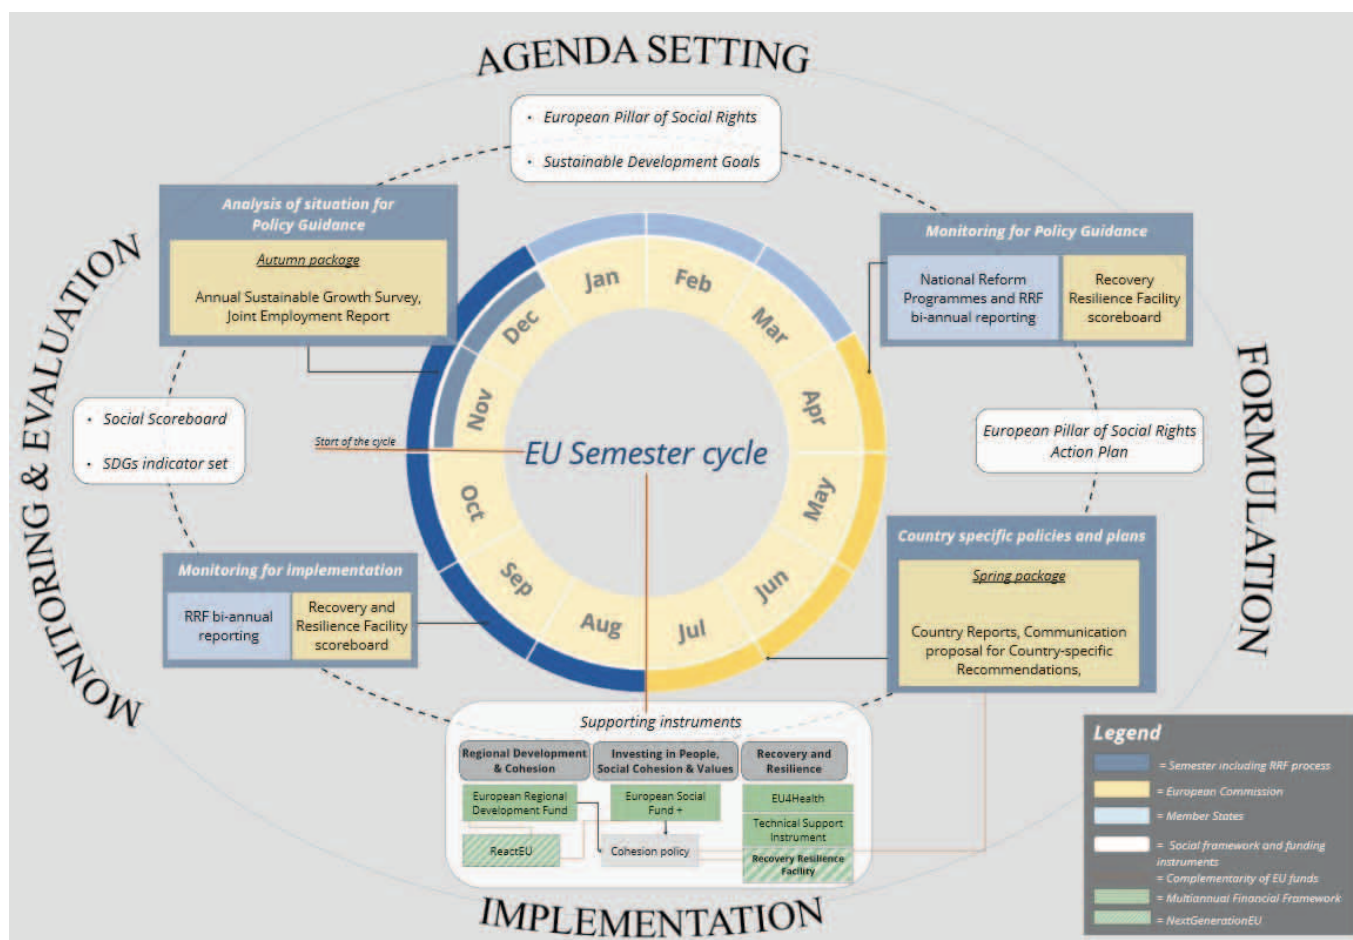 AGENDA SETTING
• European Pillar of Social Rights
• Sustainable Development Goals
Analysis of situation for
Policy Guidance
Autumn package
Annual Sustainable Growth Survey,
Joint Employment Report
Monitoring for Policy Guidance
National Reform
Programmes and RRF
bi-annual reporting
Recovery
Resilience Facility
scoreboard
MONITORING & EVALUATION
FORMULATION
Jan
Feb
Mar
Apr
May
Jun
Jul
Aug
Sep
Oct
Nov
Dec
• Social Scoreboard
• SDGs indicator set
Start of the cycle
EU Semester cycle
European Pillar of Social Rights
Action Plan
Monitoring for implementation
RRF bi-annual
reporting
Recovery and
Resilience Facility
scoreboard
Country specific policies and plans
Spring package
Country Reports, Communication
proposal for Country-specific
Recommendations,
Supporting instruments
Regional Development
& Cohesion
Investing in People,
Social Cohesion & Values
Recovery and
Resilience
European Regional
Development Fund
European Social
Fund +
EU4Health
Technical Support
Instrument
ReactEU
Cohesion policy
Recovery Resilience
Facility
IMPLEMENTATION
Legend
= Semester including RRF process
= European Commission
= Member States
= Social framework and funding
instruments
= Complementarity of EU funds
= Multiannual Financial Framework
= NextGenerationEU